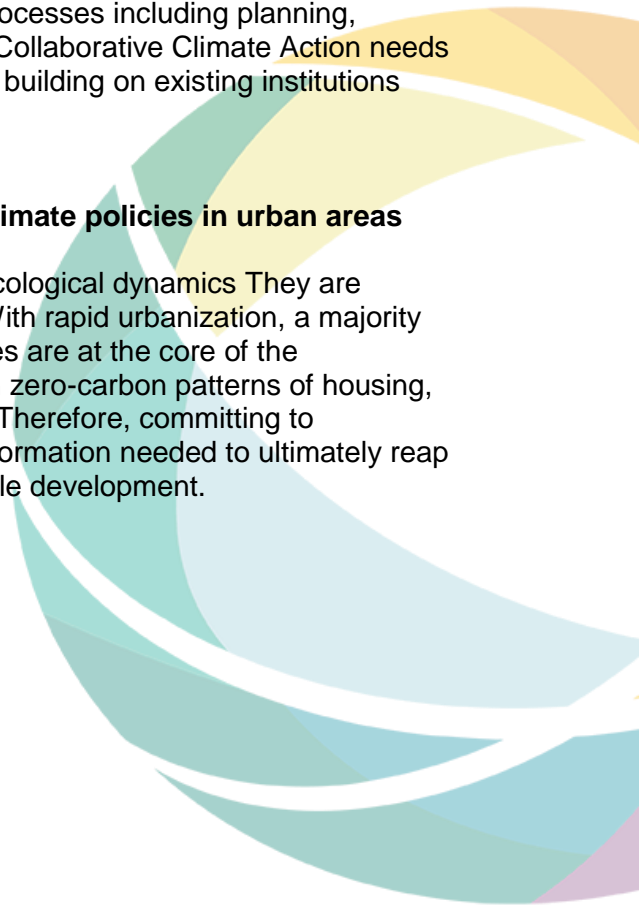 ocesses including planning,
Collaborative Climate Action needs
building on existing institutions
imate policies in urban areas
cological dynamics They are
With rapid urbanization, a majority
es are at the core of the
zero-carbon patterns of housing,
Therefore, committing to
ormation needed to ultimately reap
le development.